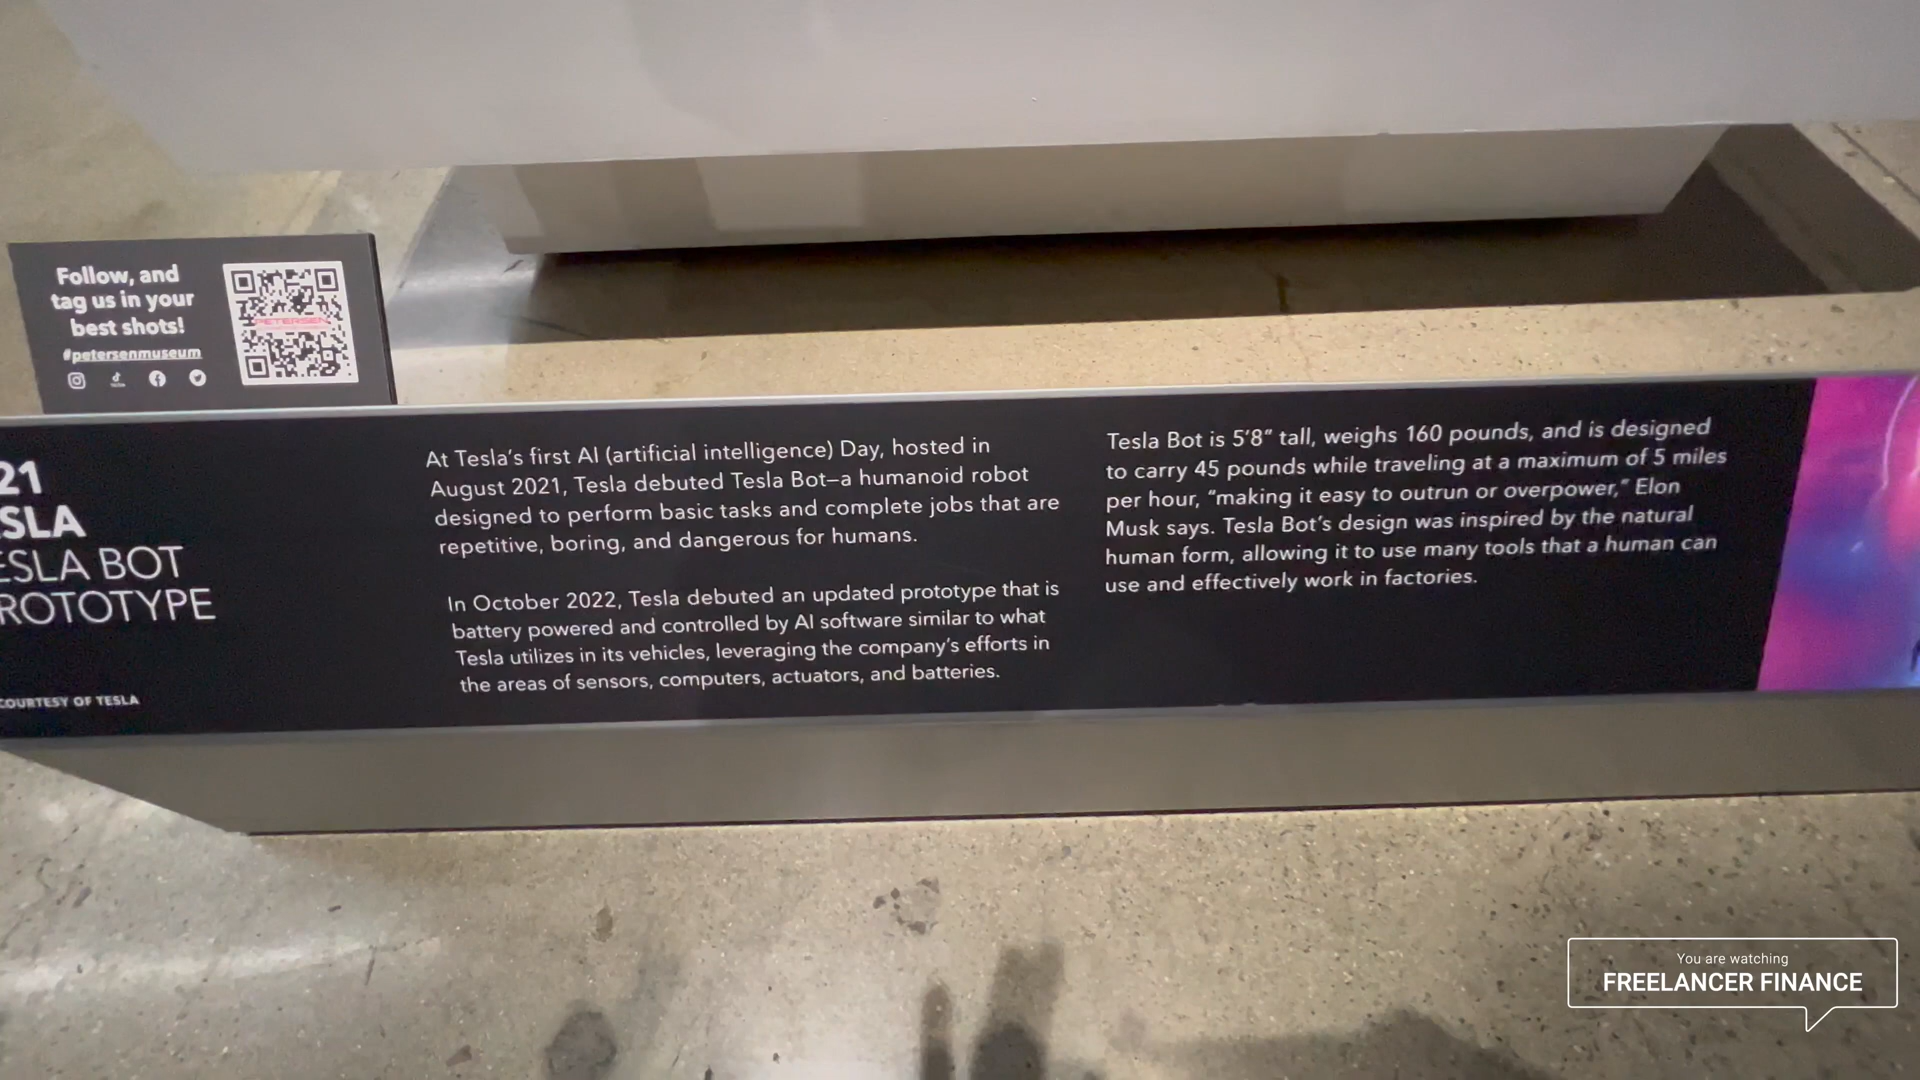 Follow, and
tag us in your
best shots!
#petersenmuseum
PETERSEN
21
SLA
ESLA BOT
ROTOTYPE
COURTESY OF TESLA
At Tesla's first AI (artificial intelligence) Day, hosted in
August 2021, Tesla debuted Tesla Bot—a humanoid robot
designed to perform basic tasks and complete jobs that are
repetitive, boring, and dangerous for humans.
In October 2022, Tesla debuted an updated prototype that is
battery powered and controlled by AI software similar to what
Tesla utilizes in its vehicles, leveraging the company's efforts in
the areas of sensors, computers, actuators, and batteries.
Tesla Bot is 5'8" tall, weighs 160 pounds, and is designed
to carry 45 pounds while traveling at a maximum of 5 miles
per hour, "making it easy to outrun or overpower," Elon
Musk says. Tesla Bot's design was inspired by the natural
human form, allowing it to use many tools that a human can
use and effectively work in factories.
You are watching
FREELANCER FINANCE